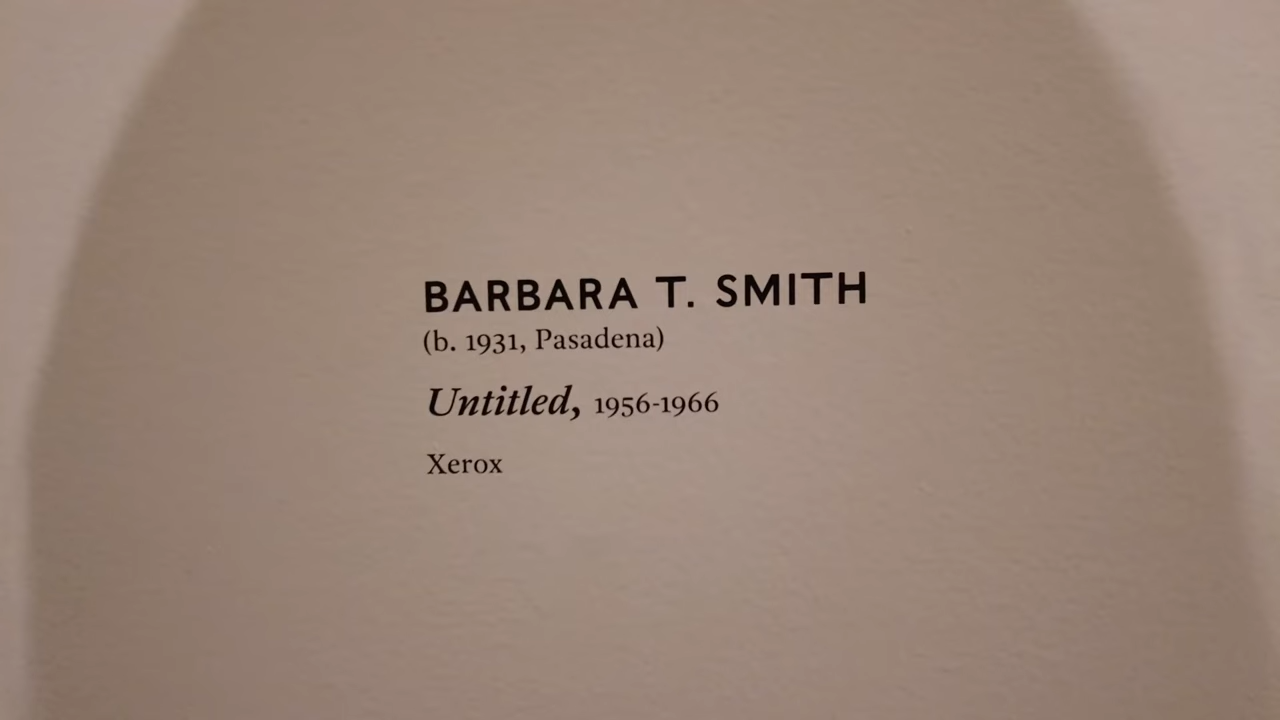 BARBARA T. SMITH
(b. 1931, Pasadena)
Untitled, 1956-1966
Xerox